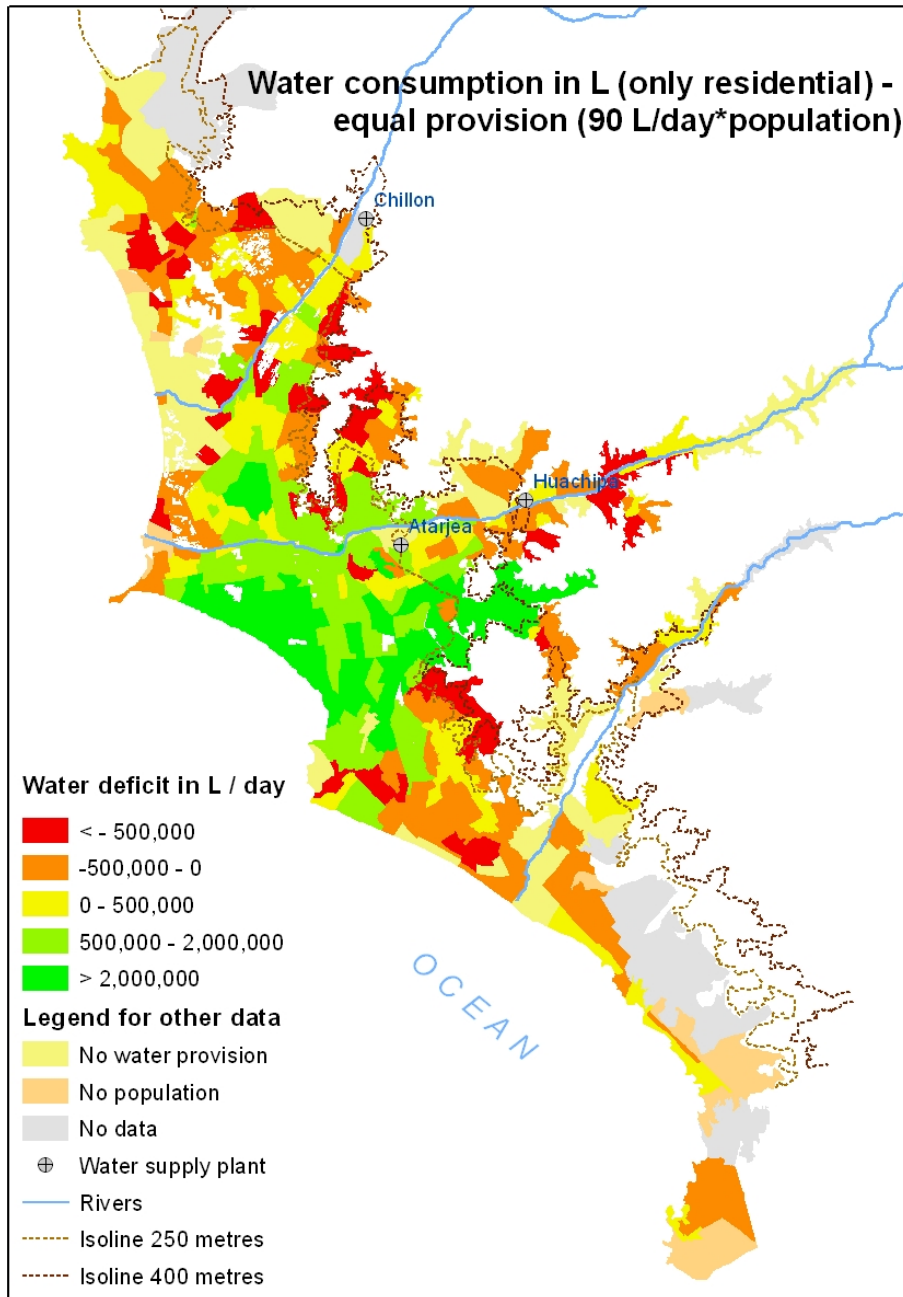 Water consumption in L (only residential) -
equal provision (90 L/day*population)
Chillon
Huachipa
Atarjea
Water deficit in L / day
< - 500,000
-500,000 - 0
0 - 500,000
500,000 - 2,000,000
> 2,000,000
Legend for other data
No water provision
No population
No data
Water supply plant
Rivers
Isoline 250 metres
Isoline 400 metres
OCEAN